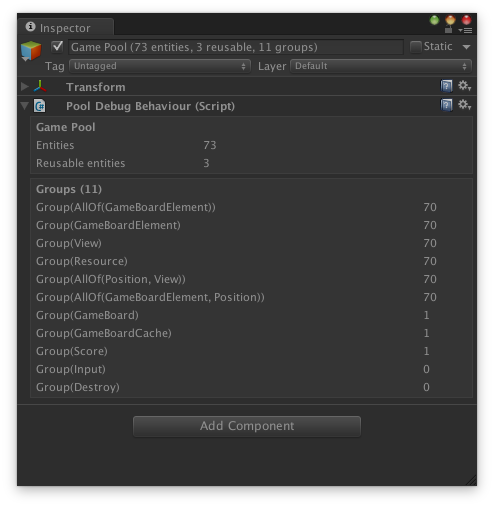 Inspector
Game Pool (73 entities, 3 reusable, 11 groups) Static
Tag Untagged Layer Default
Transform
Pool Debug Behaviour (Script)
Game Pool
Entities 73
Reusable entities 3
Groups (11)
Group(AllOf(GameBoardElement)) 70
Group(GameBoardElement) 70
Group(View) 70
Group(Resource) 70
Group(AllOf(Position, View)) 70
Group(AllOf(GameBoardElement, Position)) 70
Group(GameBoard) 1
Group(GameBoardCache) 1
Group(Score) 1
Group(Input) 0
Group(Destroy) 0
Add Component